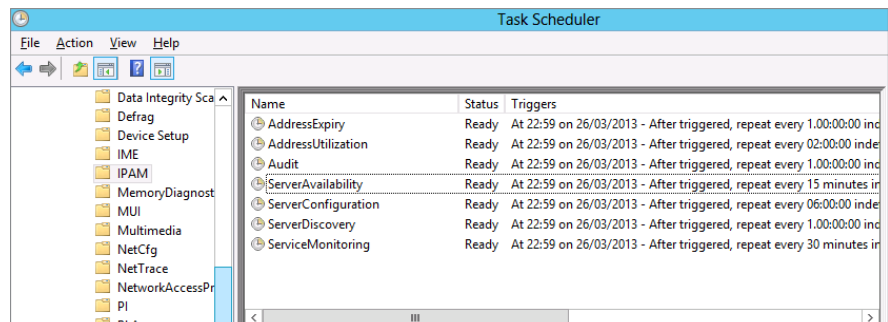 Task Scheduler
File Action View Help
Data Integrity Sca
Defrag
Device Setup
IME
IPAM
MemoryDiagnost
MUI
Multimedia
NetCfg
NetTrace
NetworkAccessPr
PI
Name Status Triggers
AddressExpiry Ready At 22:59 on 26/03/2013 - After triggered, repeat every 1.00:00:00 ind
AddressUtilization Ready At 22:59 on 26/03/2013 - After triggered, repeat every 02:00:00 inde
Audit Ready At 22:59 on 26/03/2013 - After triggered, repeat every 1.00:00:00 ind
ServerAvailability Ready At 22:59 on 26/03/2013 - After triggered, repeat every 15 minutes in
ServerConfiguration Ready At 22:59 on 26/03/2013 - After triggered, repeat every 06:00:00 inde
ServerDiscovery Ready At 22:59 on 26/03/2013 - After triggered, repeat every 1.00:00:00 ind
ServiceMonitoring Ready At 22:59 on 26/03/2013 - After triggered, repeat every 30 minutes in